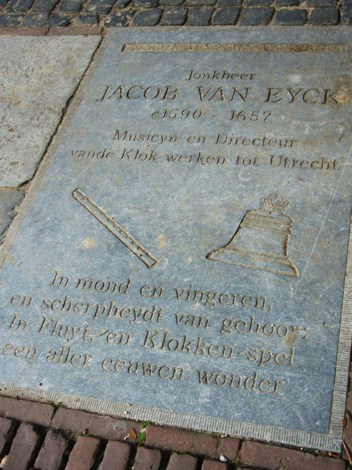 Jonkheer
JACOB VAN EYCK
c1590 - 1657
Musicyn en Directeur
vande Klok werken tot Utrecht
In mond en vingeren,
en scherpheydt van gehoor:
In Fluyt- en Klokken-spel
een aller eeuwen wonder